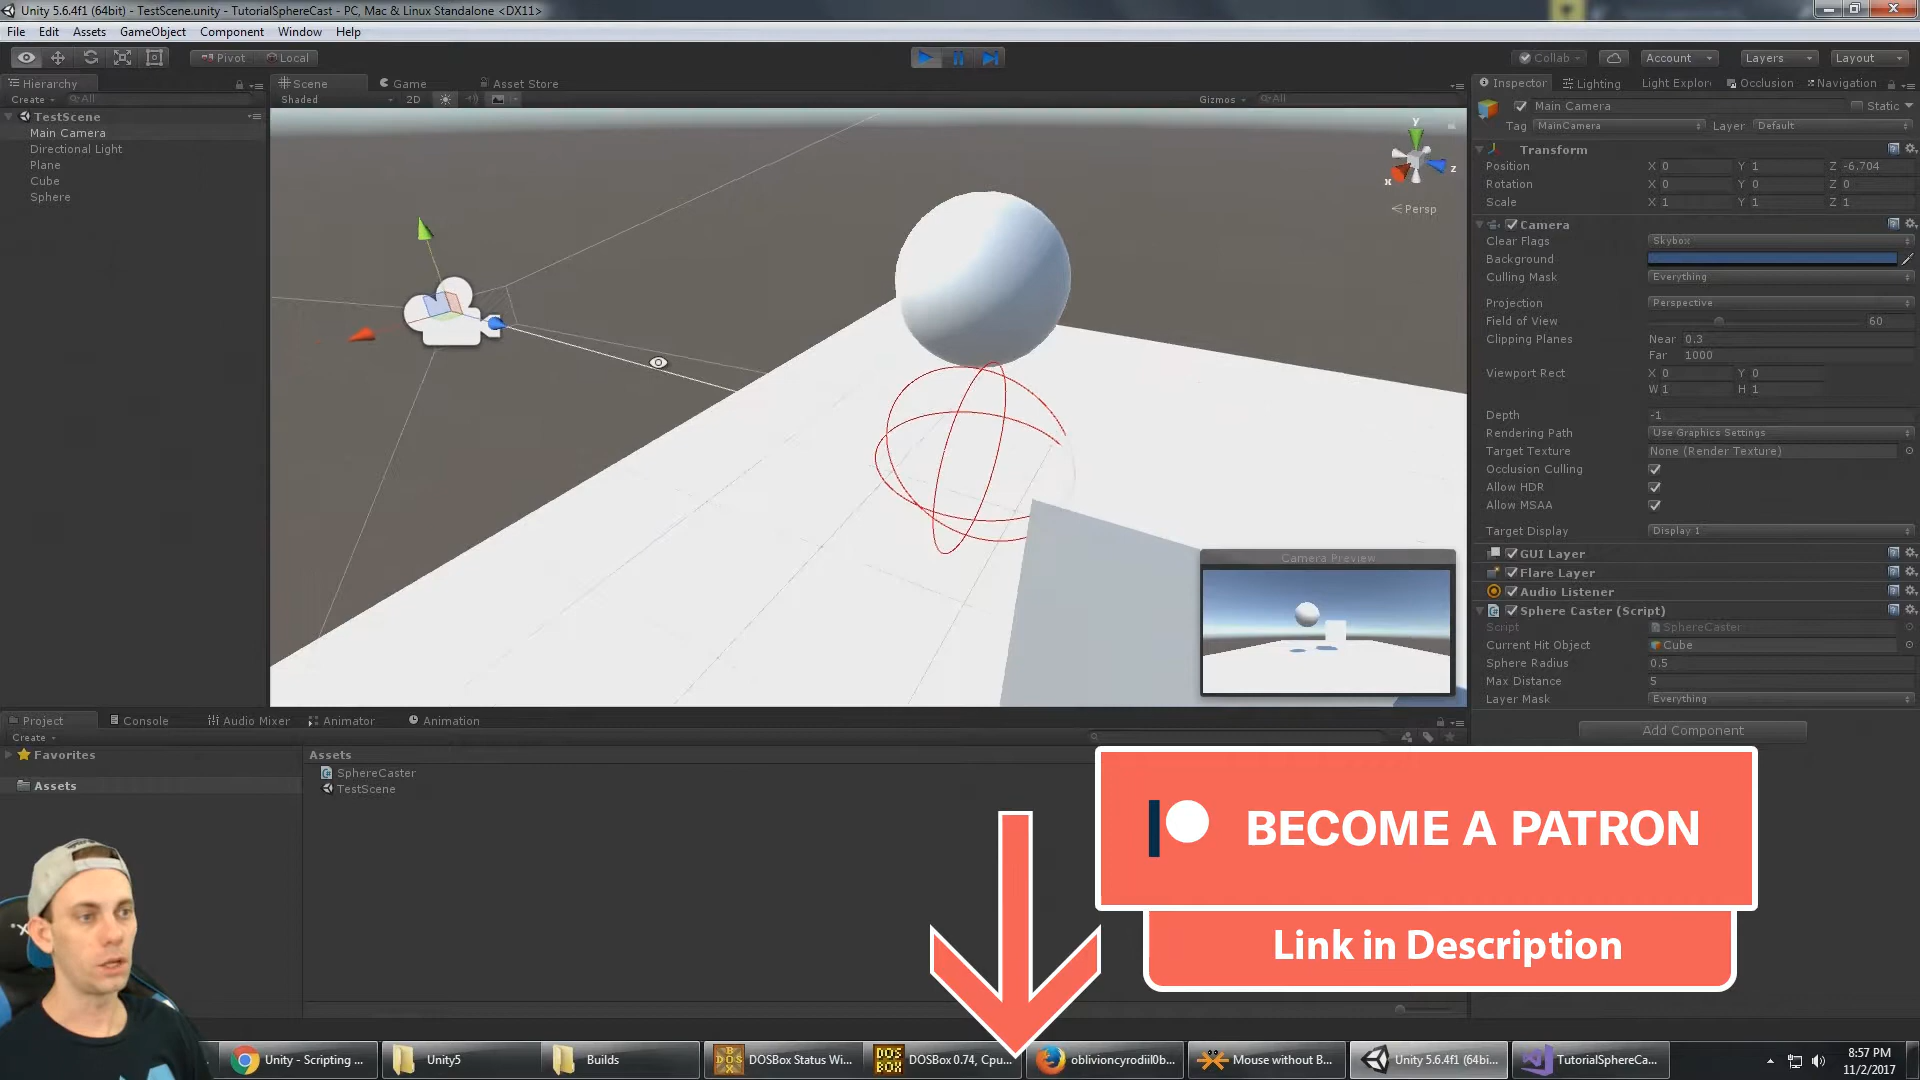 Unity 5.6.4f1 (64bit) - TestScene.unity - TutorialSphereCast - PC, Mac & Linux Standalone <DX11>
File Edit Assets GameObject Component Window Help
Pivot Local Collab Account Layers Layout
Hierarchy
Create All
TestScene
Main Camera
Directional Light
Plane
Cube
Sphere
Scene Game Asset Store
Shaded 2D Gizmos All
y
x
z
Persp
Camera Preview
Inspector Lighting Light Explor Occlusion Navigation
Main Camera Static
Tag MainCamera Layer Default
Transform
Position X 0 Y 1 Z -6.704
Rotation X 0 Y 0 Z 0
Scale X 1 Y 1 Z 1
Camera
Clear Flags Skybox
Background
Culling Mask Everything
Projection Perspective
Field of View 60
Clipping Planes Near 0.3
Far 1000
Viewport Rect X 0 Y 0
W 1 H 1
Depth -1
Rendering Path Use Graphics Settings
Target Texture None (Render Texture)
Occlusion Culling
Allow HDR
Allow MSAA
Target Display Display 1
GUI Layer
Flare Layer
Audio Listener
Sphere Caster (Script)
Script SphereCaster
Current Hit Object Cube
Sphere Radius 0.5
Max Distance 5
Layer Mask Everything
Add Component
Project Console Audio Mixer Animator Animation
Create
Favorites
Assets
Assets
SphereCaster
TestScene
BECOME A PATRON
Link in Description
Unity - Scripting ... Unity5 Builds DOSBox Status Wi... DOSBox 0.74, Cpu... oblivioncyrodiil0b... Mouse without B... Unity 5.6.4f1 (64bi... TutorialSphereCa...
8:57 PM
11/2/2017